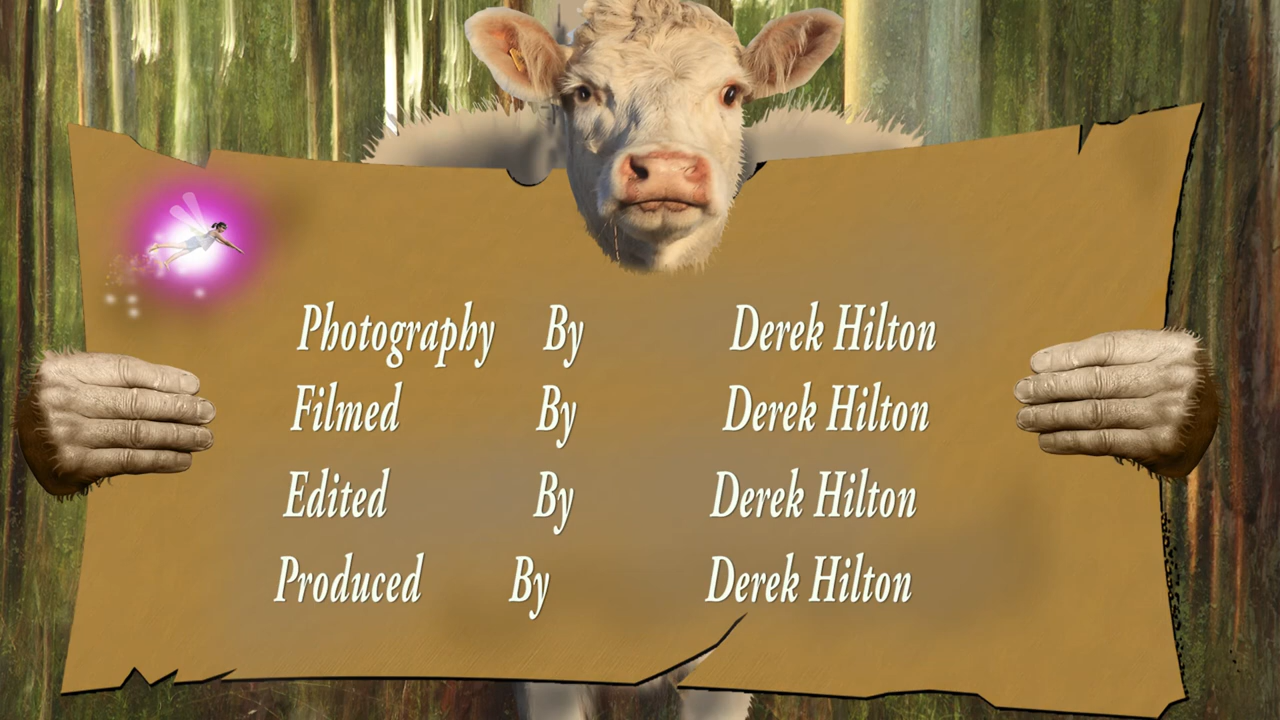 Photography By Derek Hilton
Filmed By Derek Hilton
Edited By Derek Hilton
Produced By Derek Hilton